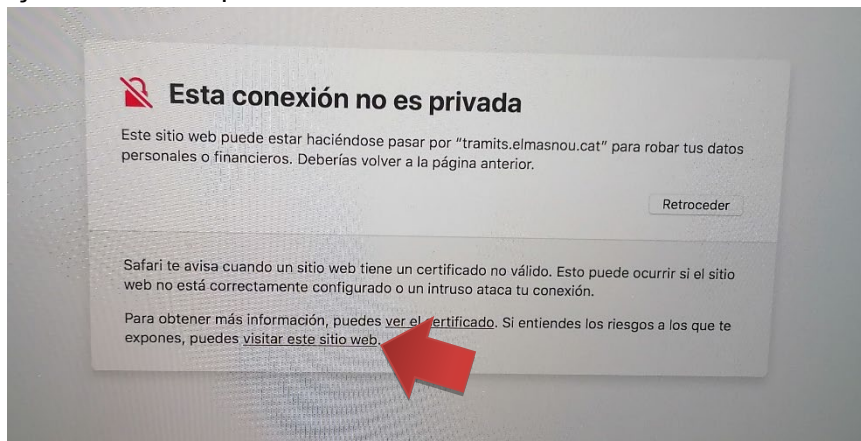 Esta conexión no es privada
Este sitio web puede estar haciéndose pasar por "tramits.elmasnou.cat" para robar tus datos
personales o financieros. Deberías volver a la página anterior.
Retroceder
Safari te avisa cuando un sitio web tiene un certificado no válido. Esto puede ocurrir si el sitio
web no está correctamente configurado o un intruso ataca tu conexión.
Para obtener más información, puedes ver el certificado. Si entiendes los riesgos a los que te
expones, puedes visitar este sitio web.